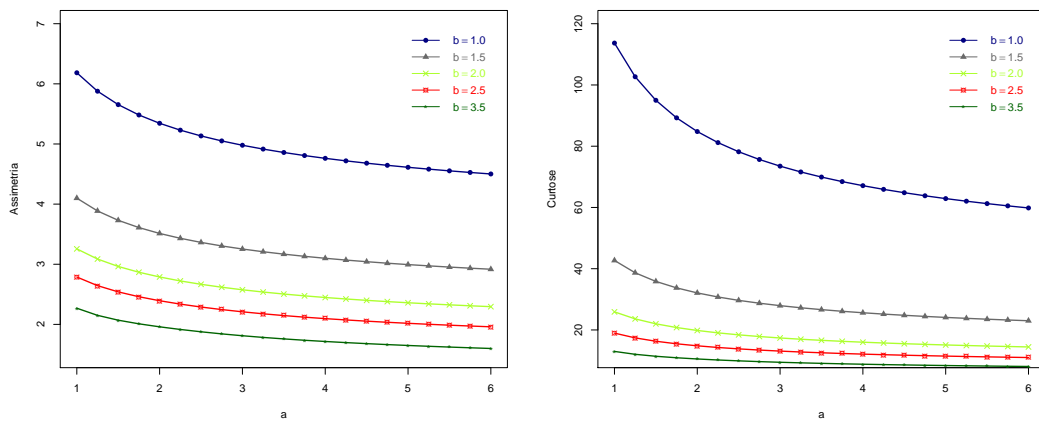 Assimetria
7
6
5
4
3
2
1 2 3 4 5 6
a
b = 1.0
b = 1.5
b = 2.0
b = 2.5
b = 3.5
Curtose
120
100
80
60
40
20
1 2 3 4 5 6
a
b = 1.0
b = 1.5
b = 2.0
b = 2.5
b = 3.5